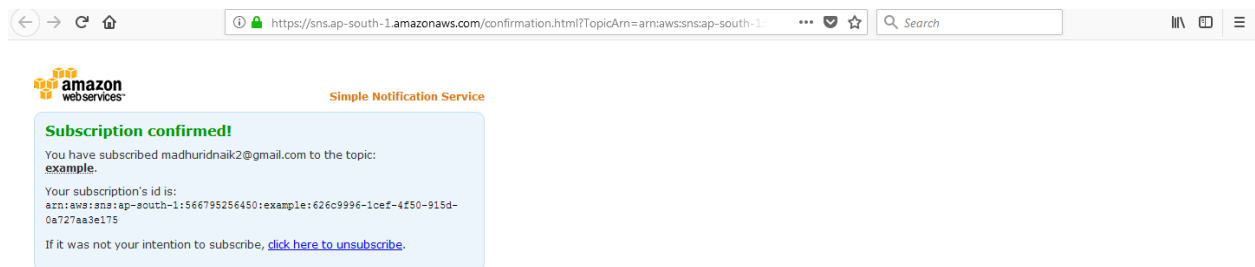 https://sns.ap-south-1.amazonaws.com/confirmation.html?TopicArn=arn:aws:sns:ap-south-1:
Search
amazon
webservices™
Simple Notification Service
Subscription confirmed!
You have subscribed madhuridnaik2@gmail.com to the topic:
example.
Your subscription's id is:
arn:aws:sns:ap-south-1:566795256450:example:626c9996-1cef-4f50-915d-
0a727aa3e175
If it was not your intention to subscribe, click here to unsubscribe.